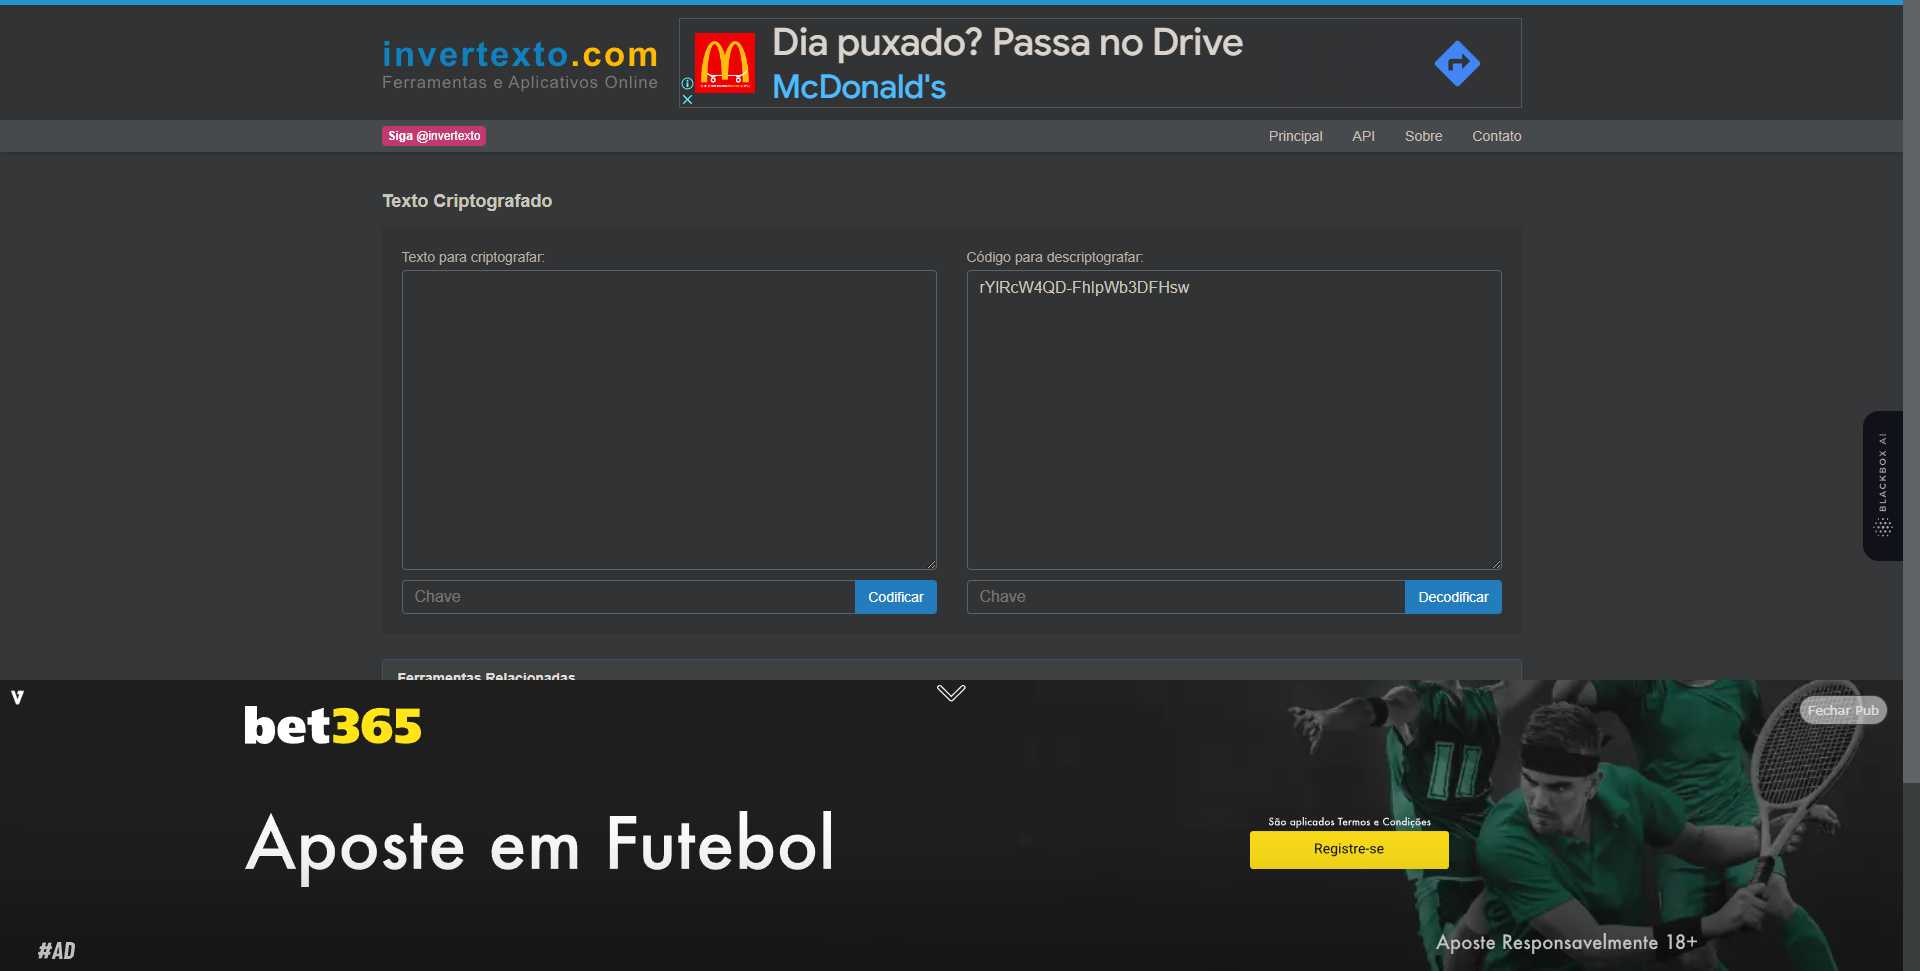 invertexto.com
Ferramentas e Aplicativos Online
Dia puxado? Passa no Drive
McDonald's
Siga @invertexto
Principal
API
Sobre
Contato
Texto Criptografado
Texto para criptografar:
Código para descriptografar:
rYlRcW4QD-FhlpWb3DFHsw
Chave
Codificar
Chave
Decodificar
BLACKBOX AI
Ferramentas Relacionadas
bet365
Fechar Pub
11
Aposte em Futebol
São aplicados Termos e Condições
Registre-se
#AD
Aposte Responsavelmente 18+